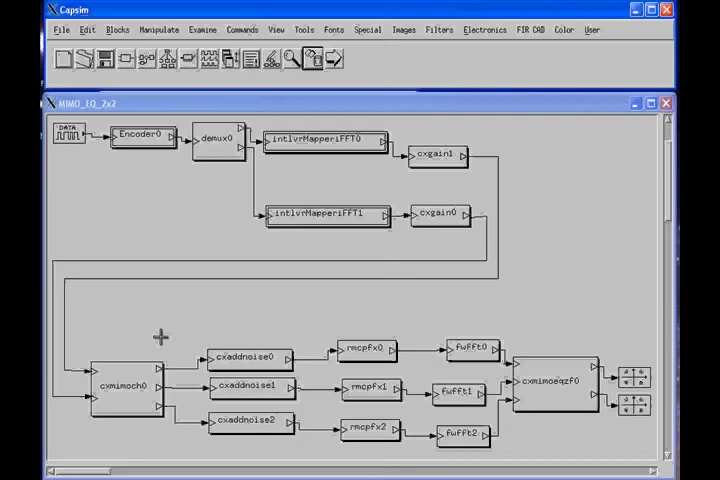 Capsim
File Edit Blocks Manipulate Examine Commands View Tools Fonts Special Images Filters Electronics FIR CAD Color User
MIMO_EQ_2x2
DATA
Encoder0
demux0
intlvrMapperiFFT0
cxgain1
intlvrMapperiFFT1
cxgain0
cxmimoch0
cxaddnoise0
rmcpfx0
fwfft0
cxaddnoise1
rmcpfx1
fwfft1
cxmimoeqzf0
cxaddnoise2
rmcpfx2
fwfft2